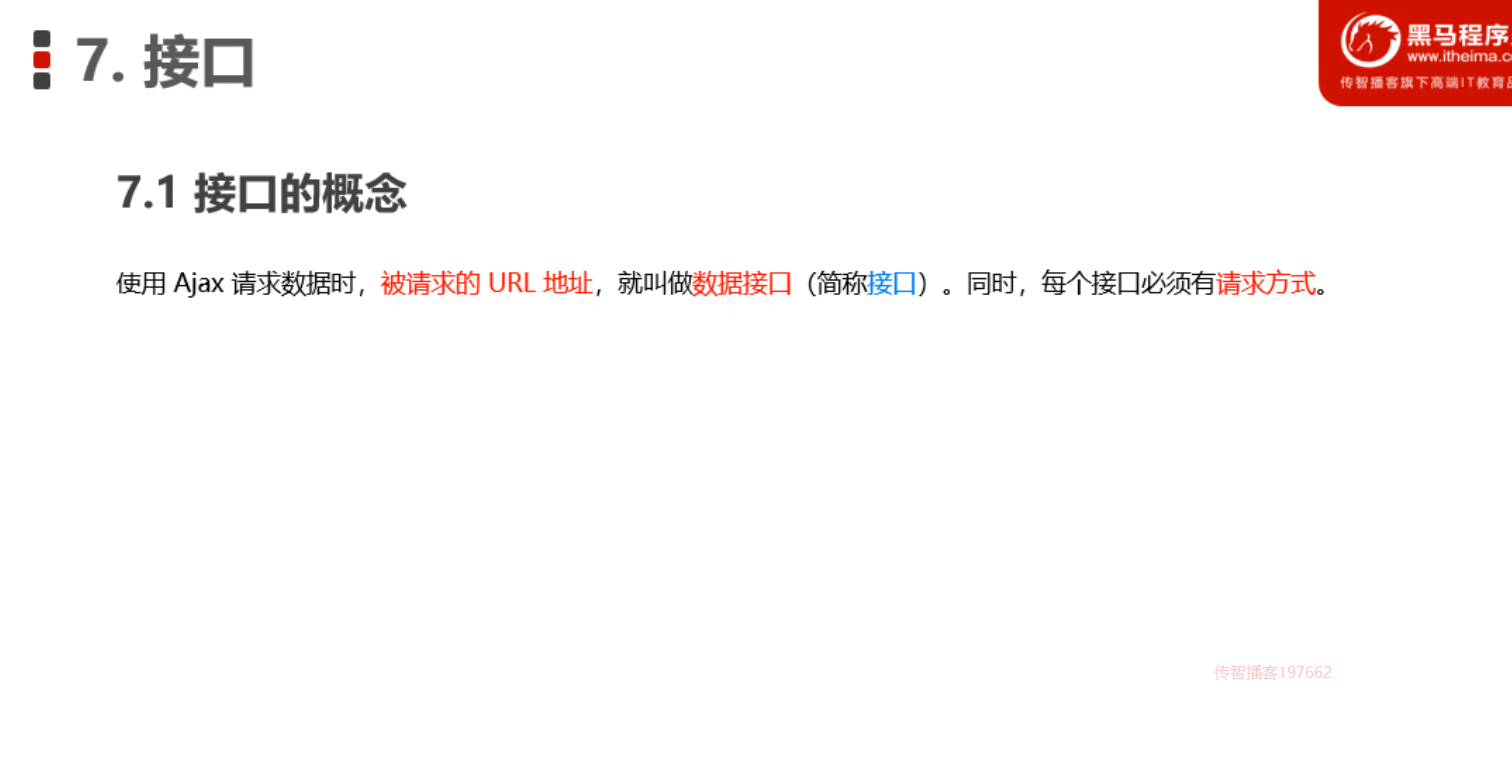 7. 接口
黑马程序
www.itheima.c
传智播客旗下高端IT教育
7.1 接口的概念
使用 Ajax 请求数据时，被请求的 URL 地址，就叫做数据接口（简称接口）。同时，每个接口必须有请求方式。
传智播客197662